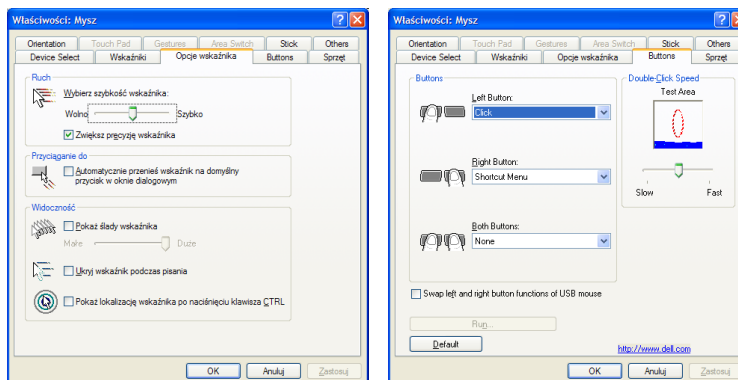 Właściwości: Mysz
Orientation Touch Pad Gestures Area Switch Stick Others
Device Select Wskaźniki Opcje wskaźnika Buttons Sprzęt
Ruch
Wybierz szybkość wskaźnika:
Wolno Szybko
Zwiększ precyzję wskaźnika
Przyciąganie do
Automatycznie przenieś wskaźnik na domyślny
przycisk w oknie dialogowym
Widoczność
Pokaż ślady wskaźnika
Małe Duże
Ukryj wskaźnik podczas pisania
Pokaż lokalizację wskaźnika po naciśnięciu klawisza CTRL
OK Anuluj Zastosuj
Właściwości: Mysz
Orientation Touch Pad Gestures Area Switch Stick Others
Device Select Wskaźniki Opcje wskaźnika Buttons Sprzęt
Buttons
Left Button:
Click
Right Button:
Shortcut Menu
Both Buttons:
None
Double-Click Speed
Test Area
Slow Fast
Swap left and right button functions of USB mouse
Run...
Default
http://www.dell.com
OK Anuluj Zastosuj